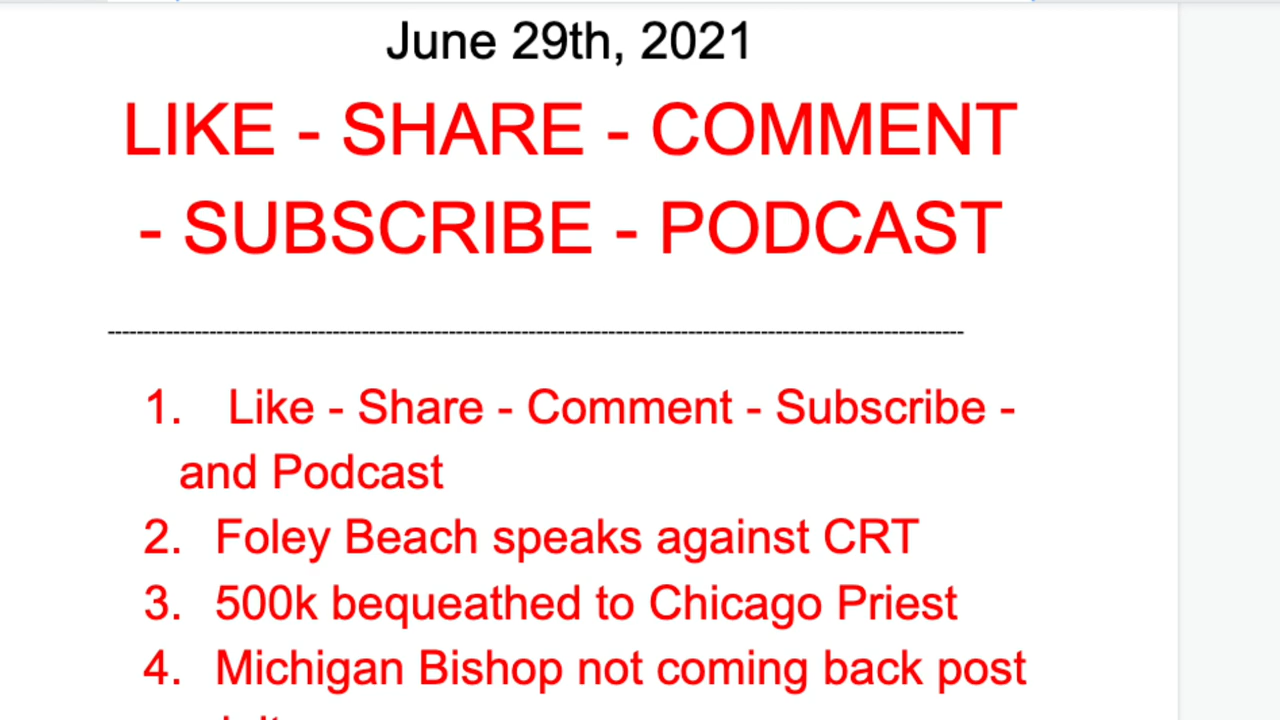 June 29th, 2021
LIKE - SHARE - COMMENT
- SUBSCRIBE - PODCAST
--------------------------------------------------------------------------------------------------------------------
1. Like - Share - Comment - Subscribe -
and Podcast
2. Foley Beach speaks against CRT
3. 500k bequeathed to Chicago Priest
4. Michigan Bishop not coming back post